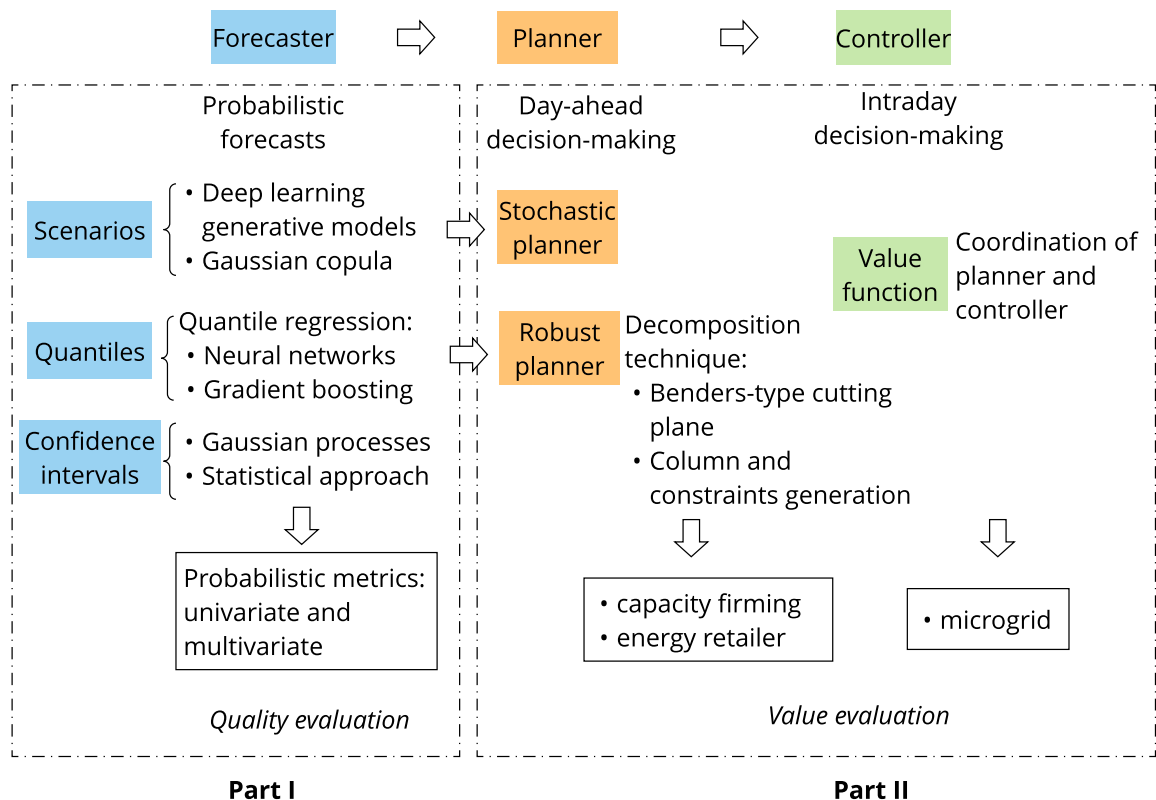 Forecaster
Planner
Controller
Probabilistic
forecasts
Scenarios
• Deep learning
generative models
• Gaussian copula
Quantiles
Quantile regression:
• Neural networks
• Gradient boosting
Confidence
intervals
• Gaussian processes
• Statistical approach
Probabilistic metrics:
univariate and
multivariate
Quality evaluation
Part I
Day-ahead
decision-making
Intraday
decision-making
Stochastic
planner
Robust
planner
Decomposition
technique:
• Benders-type cutting
plane
• Column and
constraints generation
Value
function
Coordination of
planner and
controller
• capacity firming
• energy retailer
• microgrid
Value evaluation
Part II